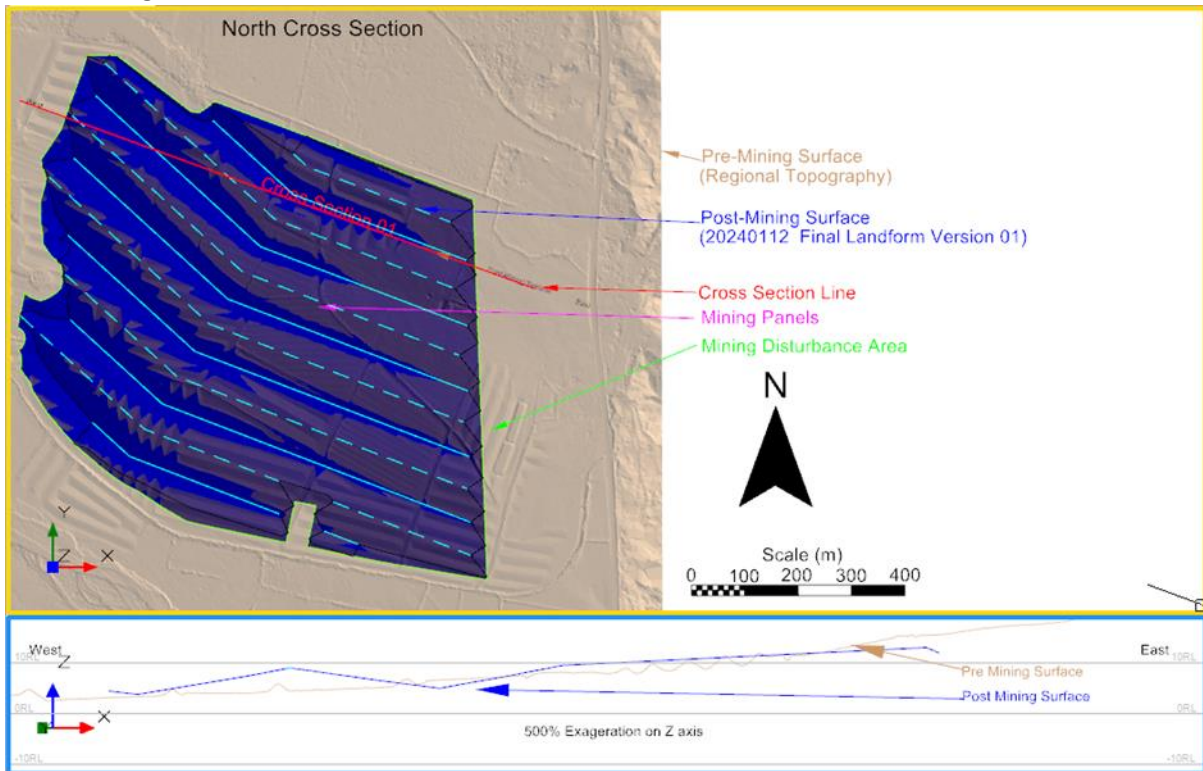 North Cross Section
Pre-Mining Surface
(Regional Topography)
Cross Section 01
Post-Mining Surface
(20240112 Final Landform Version 01)
Cross Section Line
Mining Panels
Mining Disturbance Area
N
Y
Z
X
Scale (m)
0 100 200 300 400
West
East
Z
10RL
10RL
Pre Mining Surface
Post Mining Surface
0RL
0RL
X
500% Exageration on Z axis
-10RL
-10RL